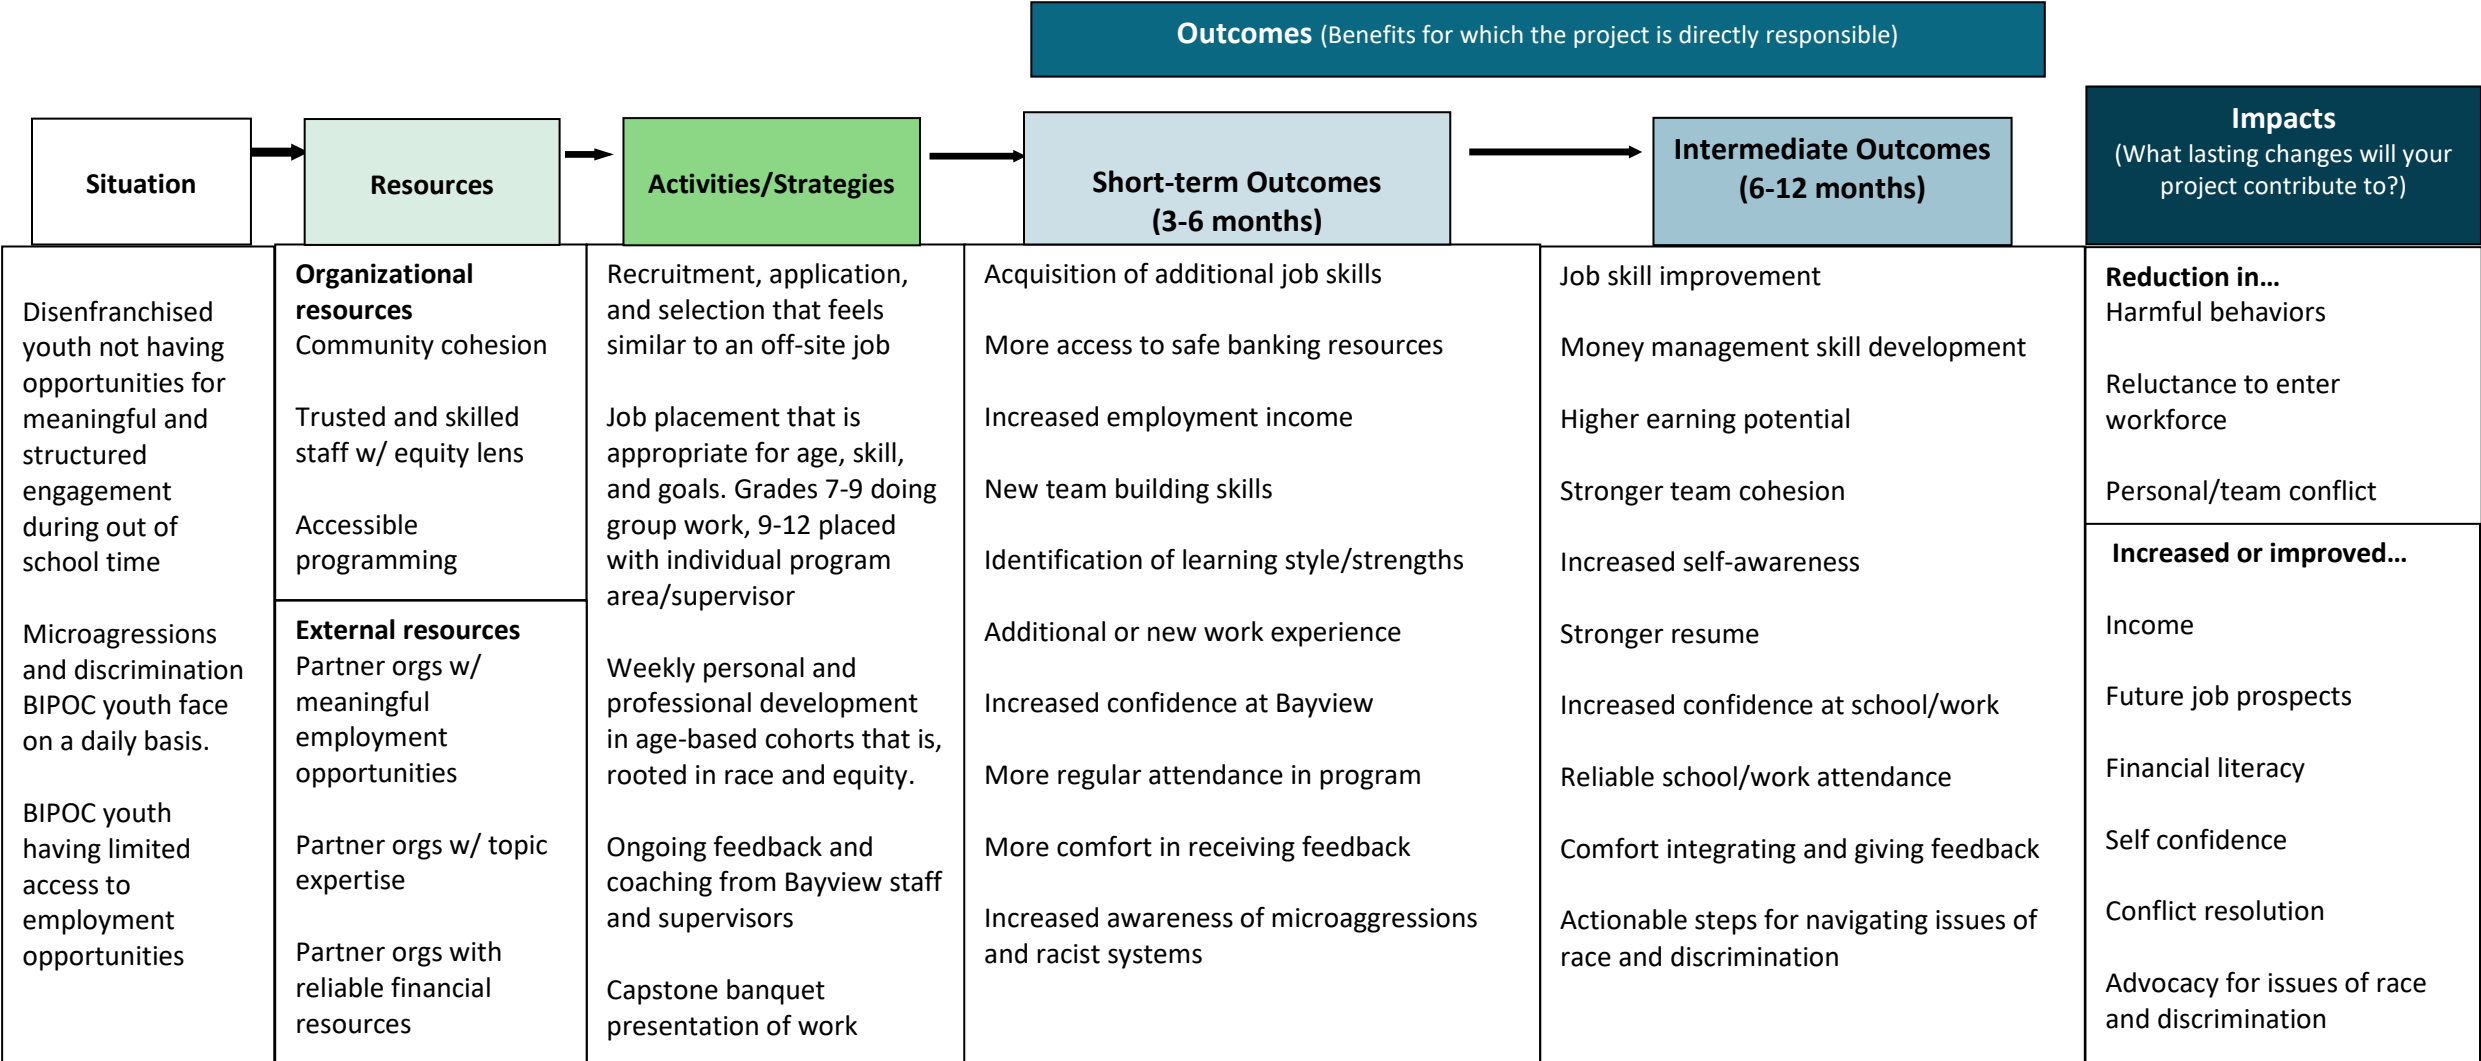 Outcomes (Benefits for which the project is directly responsible)
Situation
Resources
Activities/Strategies
Short-term Outcomes
(3-6 months)
Intermediate Outcomes
(6-12 months)
Impacts
(What lasting changes will your
project contribute to?)
Disenfranchised
youth not having
opportunities for
meaningful and
structured
engagement
during out of
school time
Microagressions
and discrimination
BIPOC youth face
on a daily basis.
BIPOC youth
having limited
access to
employment
opportunities
Organizational
resources
Community cohesion
Trusted and skilled
staff w/ equity lens
Accessible
programming
External resources
Partner orgs w/
meaningful
employment
opportunities
Partner orgs w/ topic
expertise
Partner orgs with
reliable financial
resources
Recruitment, application,
and selection that feels
similar to an off-site job
Job placement that is
appropriate for age, skill,
and goals. Grades 7-9 doing
group work, 9-12 placed
with individual program
area/supervisor
Weekly personal and
professional development
in age-based cohorts that is,
rooted in race and equity.
Ongoing feedback and
coaching from Bayview staff
and supervisors
Capstone banquet
presentation of work
Acquisition of additional job skills
More access to safe banking resources
Increased employment income
New team building skills
Identification of learning style/strengths
Additional or new work experience
Increased confidence at Bayview
More regular attendance in program
More comfort in receiving feedback
Increased awareness of microaggressions
and racist systems
Job skill improvement
Money management skill development
Higher earning potential
Stronger team cohesion
Increased self-awareness
Stronger resume
Increased confidence at school/work
Reliable school/work attendance
Comfort integrating and giving feedback
Actionable steps for navigating issues of
race and discrimination
Reduction in…
Harmful behaviors
Reluctance to enter
workforce
Personal/team conflict
Increased or improved…
Income
Future job prospects
Financial literacy
Self confidence
Conflict resolution
Advocacy for issues of race
and discrimination